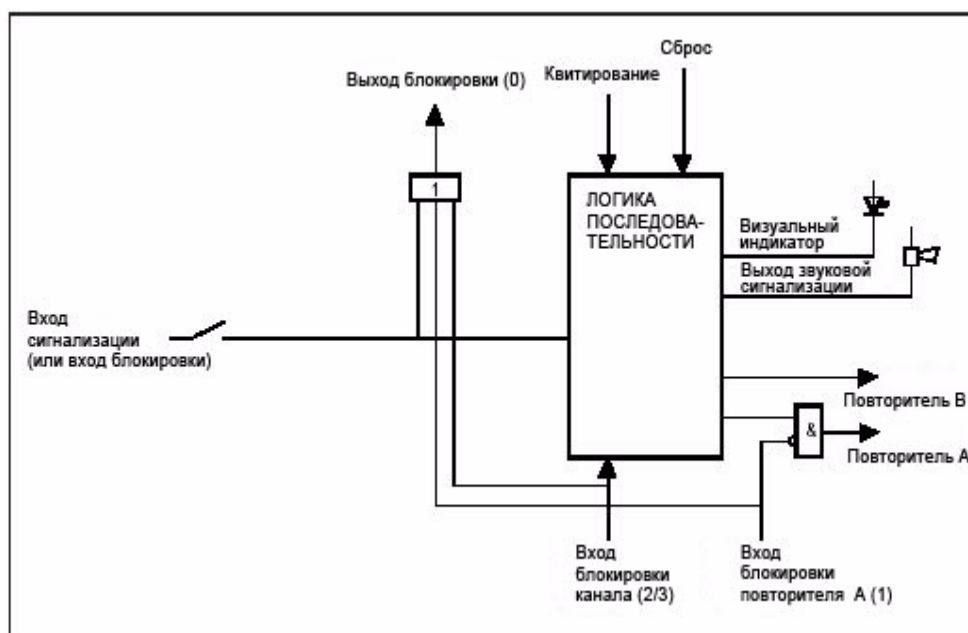 Сброс
Квитирование
Выход блокировки (0)
1
ЛОГИКА
ПОСЛЕДОВА-
ТЕЛЬНОСТИ
Визуальный
индикатор
Выход звуковой
сигнализации
Вход
сигнализации
(или вход блокировки)
Повторитель В
&
Повторитель А
Вход
блокировки
канала (2/3)
Вход
блокировки
повторителя А (1)